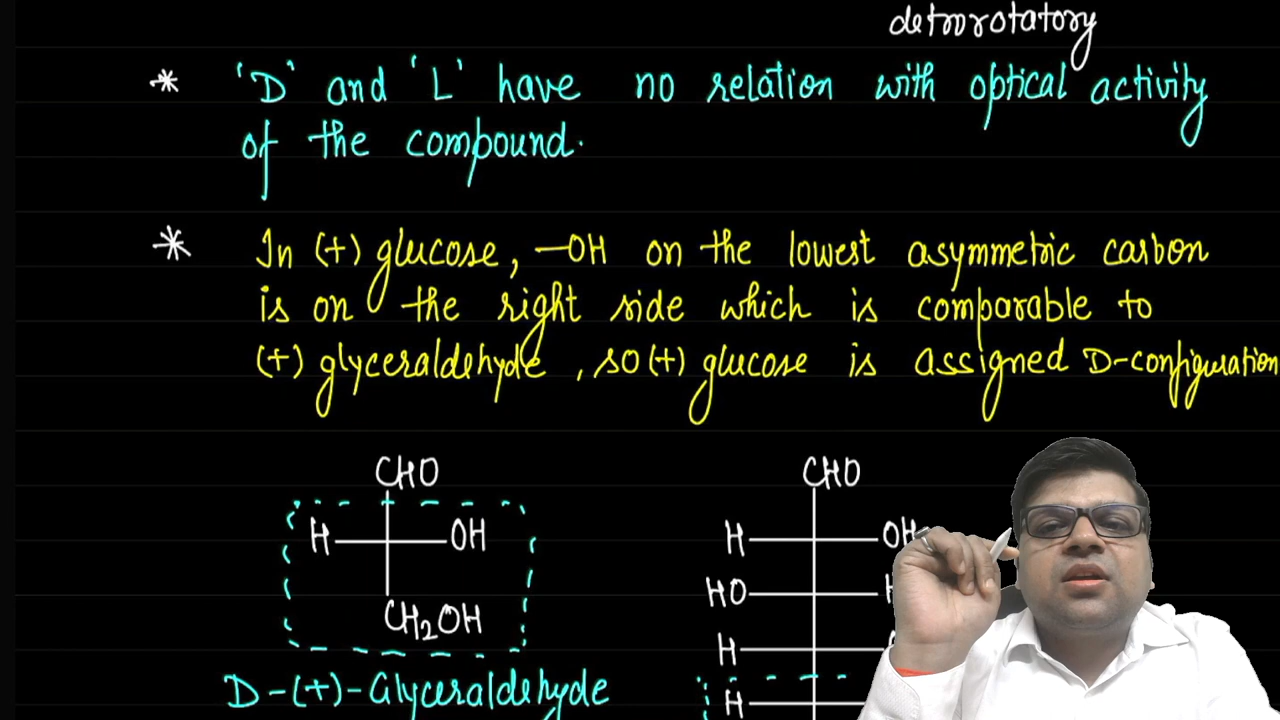 detrorotatory
* 'D' and 'L' have no relation with optical activity
of the compound.
* In (+) glucose, —OH on the lowest asymmetric carbon
is on the right side which is comparable to
(+) glyceraldehyde, so (+) glucose is assigned D-configuration
CHO CHO
H OH H OH
HO H
CH2OH
H
D-(+)-Glyceraldehyde H